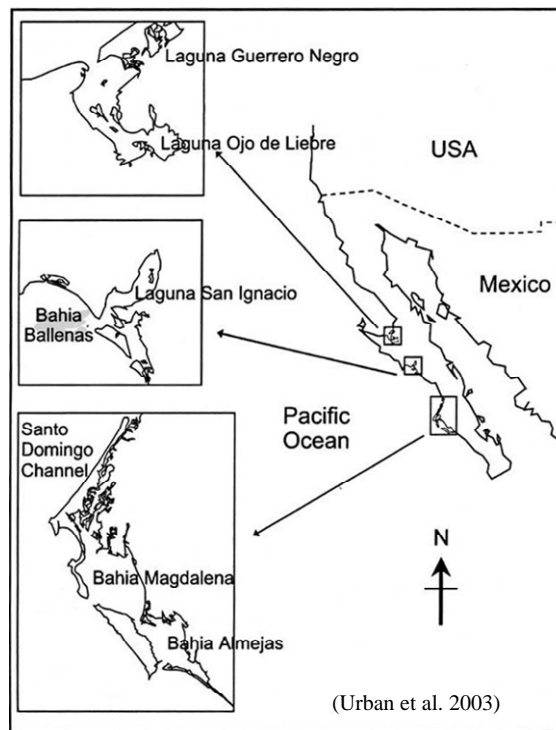 Laguna Guerrero Negro
Laguna Ojo de Liebre
USA
Mexico
Laguna San Ignacio
Bahia
Ballenas
Santo
Domingo
Channel
Pacific
Ocean
Bahia Magdalena
Bahia Almejas
N
(Urban et al. 2003)